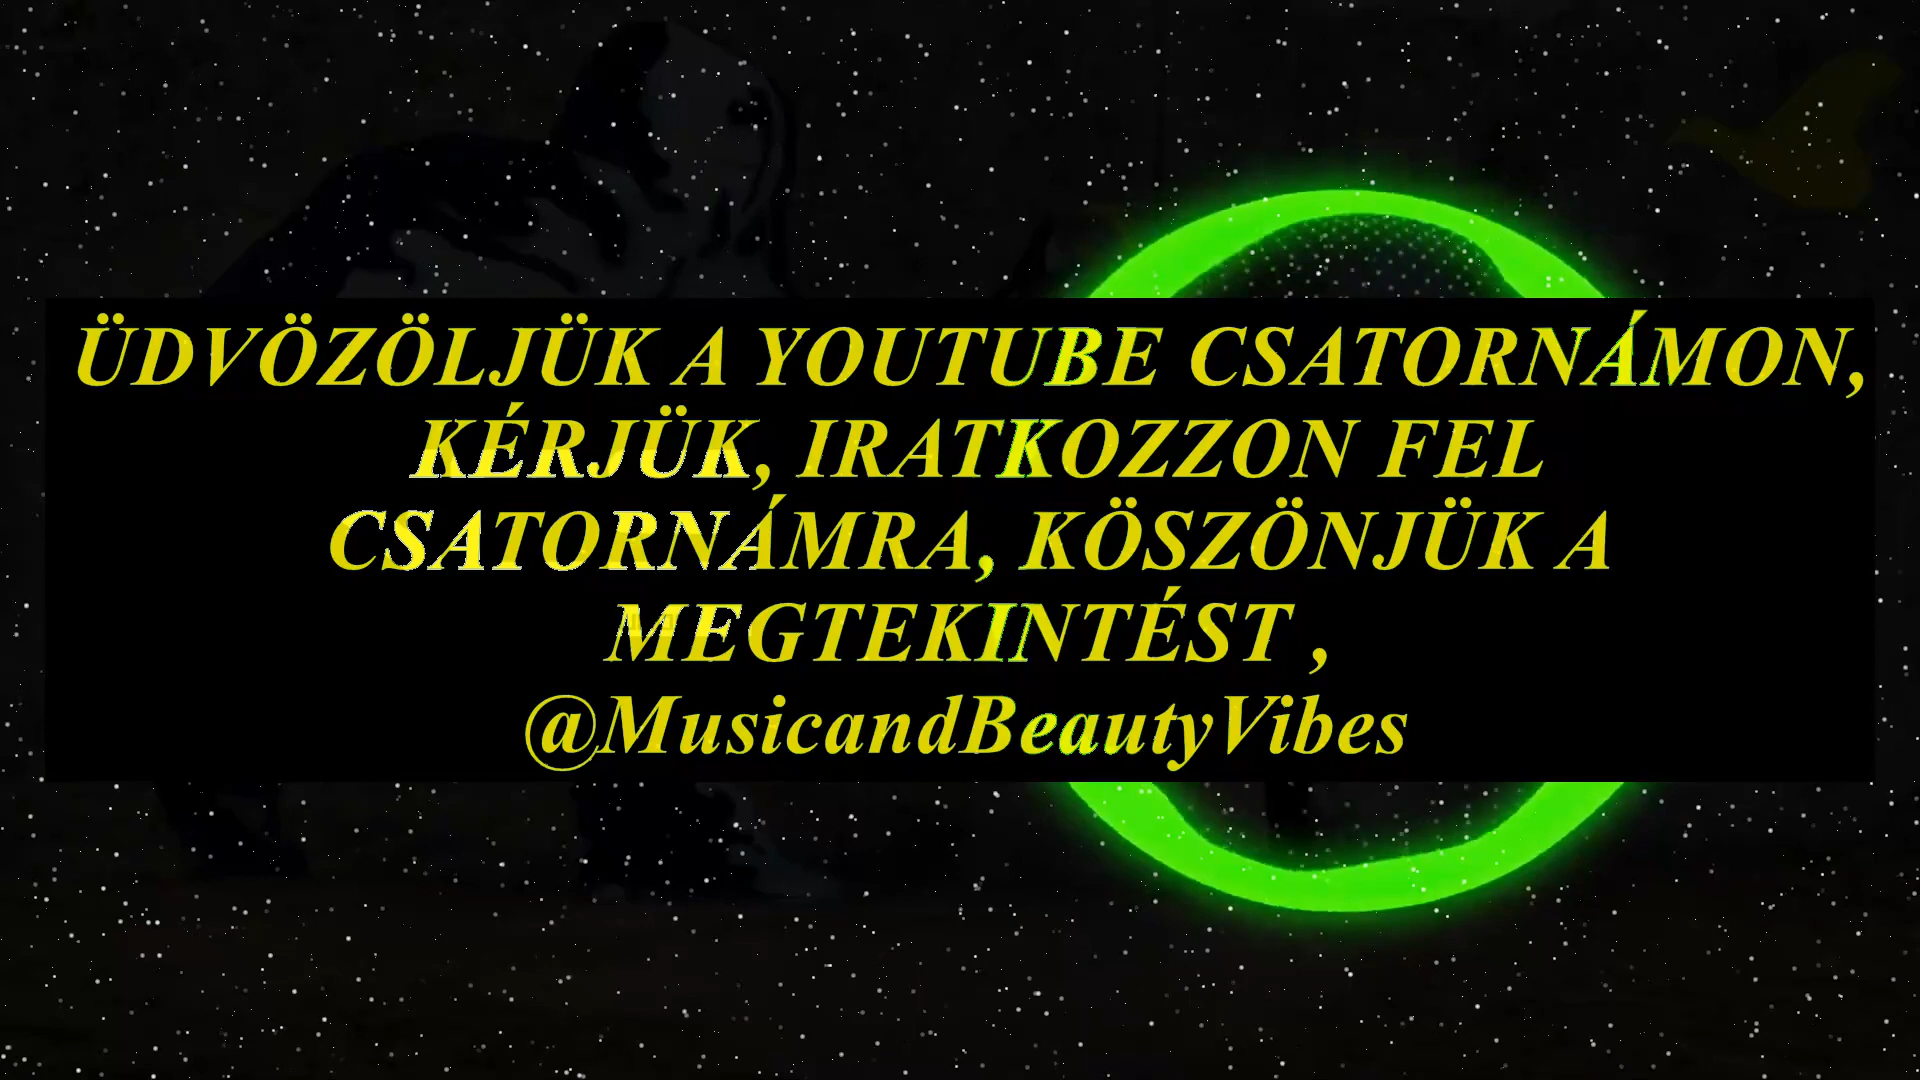 ÜDVÖZÖLJÜK A YOUTUBE CSATORNÁMON,
KÉRJÜK, IRATKOZZON FEL
CSATORNÁMRA, KÖSZÖNJÜK A
MEGTEKINTÉST ,
@MusicandBeautyVibes